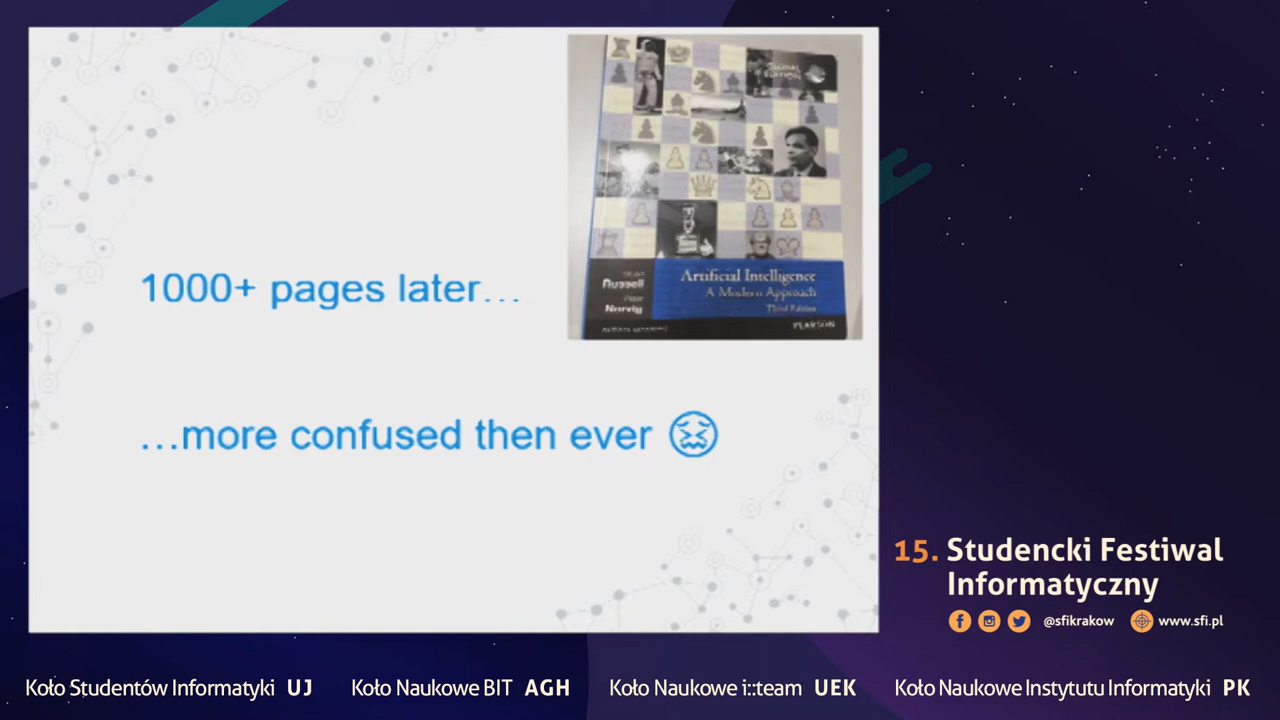 1000+ pages later...
...more confused then ever
Russell
Norvig
Artificial Intelligence
A Modern Approach
Third Edition
PEARSON
15. Studencki Festiwal
Informatyczny
@sfikrakow www.sfi.pl
Koło Studentów Informatyki UJ Koło Naukowe BIT AGH Koło Naukowe i::team UEK Koło Naukowe Instytutu Informatyki PK